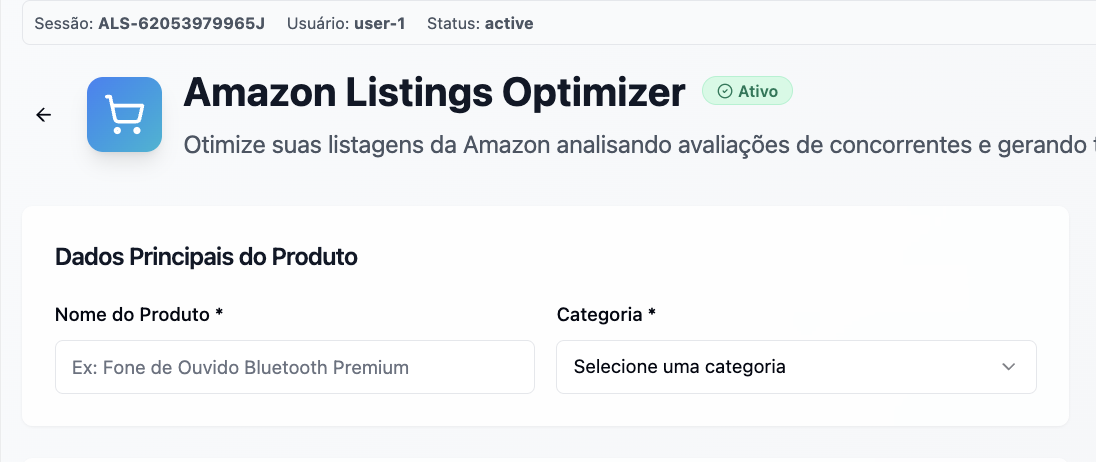 Sessão: ALS-62053979965J Usuário: user-1 Status: active
Amazon Listings Optimizer Ativo
Otimize suas listagens da Amazon analisando avaliações de concorrentes e gerando
Dados Principais do Produto
Nome do Produto * Categoria *
Ex: Fone de Ouvido Bluetooth Premium Selecione uma categoria